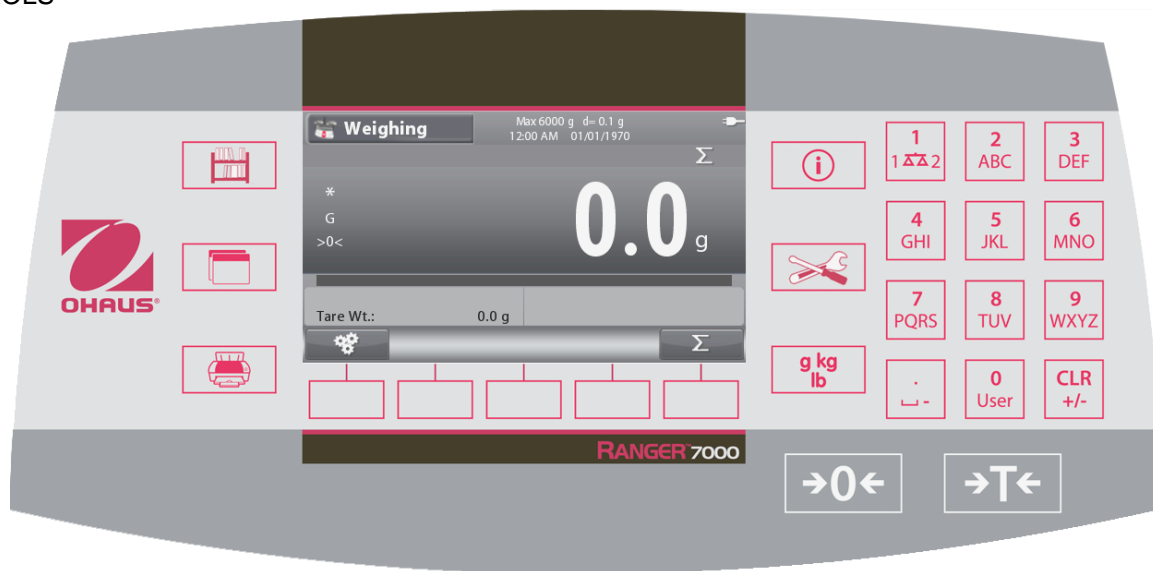 Weighing
Max 6000 g d= 0.1 g
12:00 AM 01/01/1970
Σ
*
G
>0<
0.0 g
Tare Wt.: 0.0 g
Σ
OHAUS®
RANGER™ 7000
i
g kg
lb
1
1 2
2
ABC
3
DEF
4
GHI
5
JKL
6
MNO
7
PQRS
8
TUV
9
WXYZ
.
⎵ -
0
User
CLR
+/-
→0←
→T←